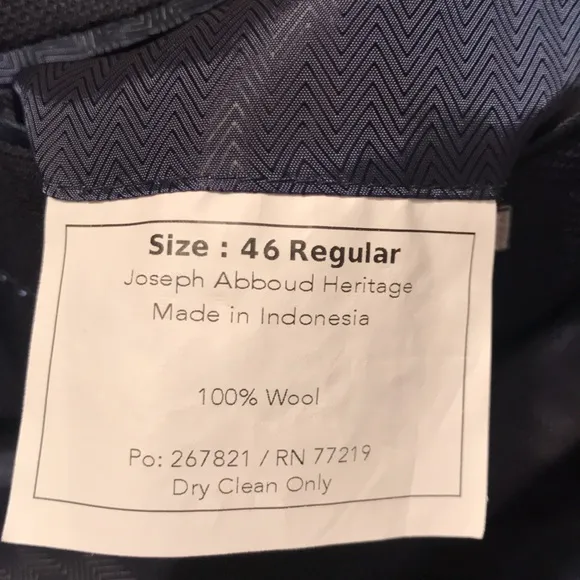 Size : 46 Regular
Joseph Abboud Heritage
Made in Indonesia
100% Wool
Po: 267821 / RN 77219
Dry Clean Only